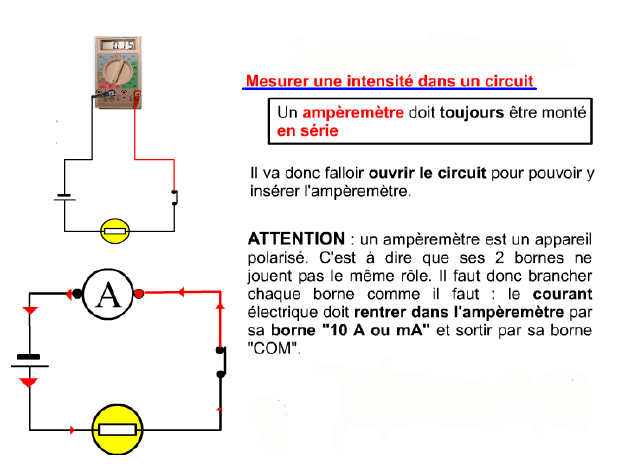 0.15
Mesurer une intensité dans un circuit
Un ampèremètre doit toujours être monté
en série
Il va donc falloir ouvrir le circuit pour pouvoir y
insérer l'ampèremètre.
ATTENTION : un ampèremètre est un appareil
polarisé. C'est à dire que ses 2 bornes ne
jouent pas le même rôle. Il faut donc brancher
chaque borne comme il faut : le courant
électrique doit rentrer dans l'ampèremètre par
sa borne "10 A ou mA" et sortir par sa borne
"COM".
A